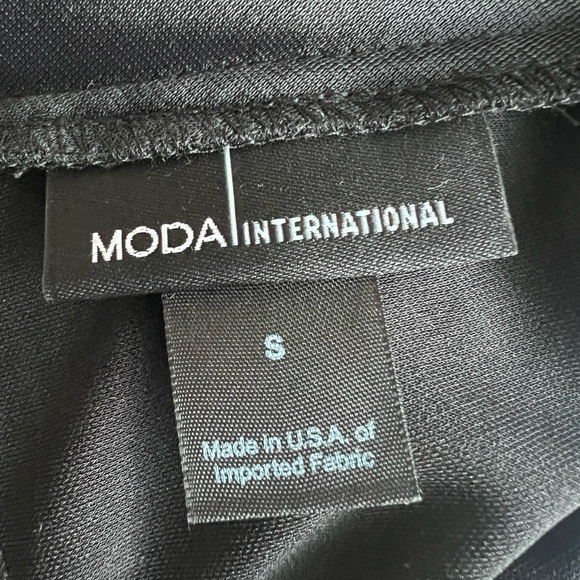 MODA INTERNATIONAL
S
Made in U.S.A. of
Imported Fabric